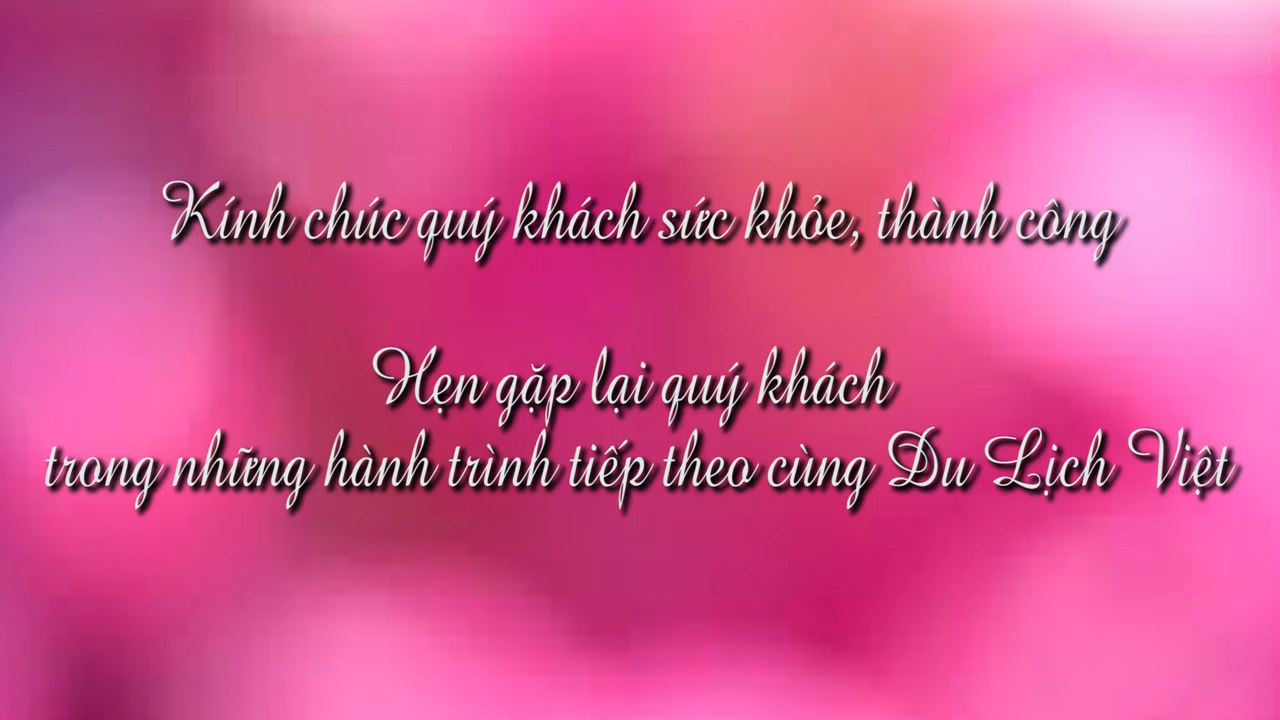 Kính chúc quý khách sức khỏe, thành công
Hẹn gặp lại quý khách
trong những hành trình tiếp theo cùng Du Lịch Việt